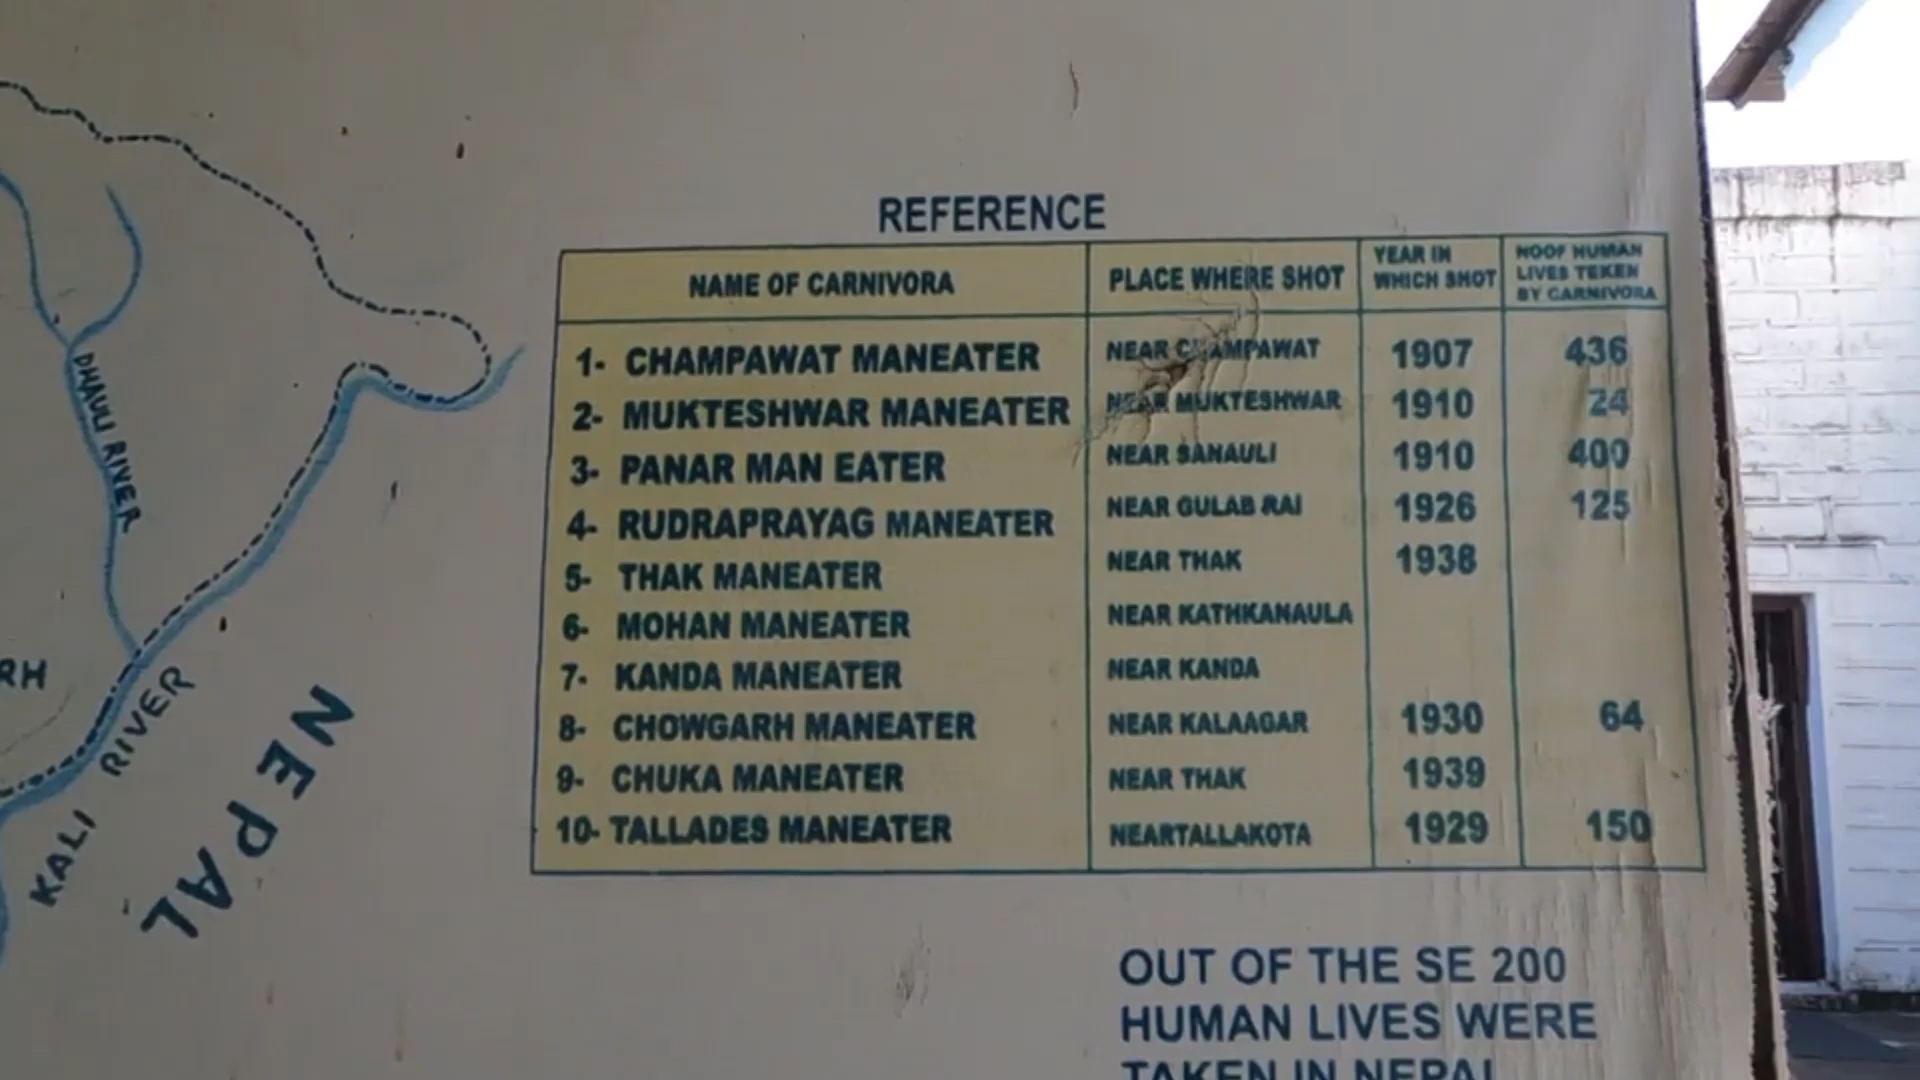 REFERENCE
NAME OF CARNIVORA PLACE WHERE SHOT YEAR IN WHICH SHOT NOOF HUMAN LIVES TEKEN BY CARNIVORA
1- CHAMPAWAT MANEATER NEAR CHAMPAWAT 1907 436
2- MUKTESHWAR MANEATER NEAR MUKTESHWAR 1910 24
3- PANAR MAN EATER NEAR SANAULI 1910 400
4- RUDRAPRAYAG MANEATER NEAR GULAB RAI 1926 125
5- THAK MANEATER NEAR THAK 1938
6- MOHAN MANEATER NEAR KATHKANAULA
7- KANDA MANEATER NEAR KANDA
8- CHOWGARH MANEATER NEAR KALAAGAR 1930 64
9- CHUKA MANEATER NEAR THAK 1939
10- TALLADES MANEATER NEARTALLAKOTA 1929 150
OUT OF THE SE 200
HUMAN LIVES WERE
TAKEN IN NEPAL
DHAULI RIVER
RH
KALI RIVER
NEPAL